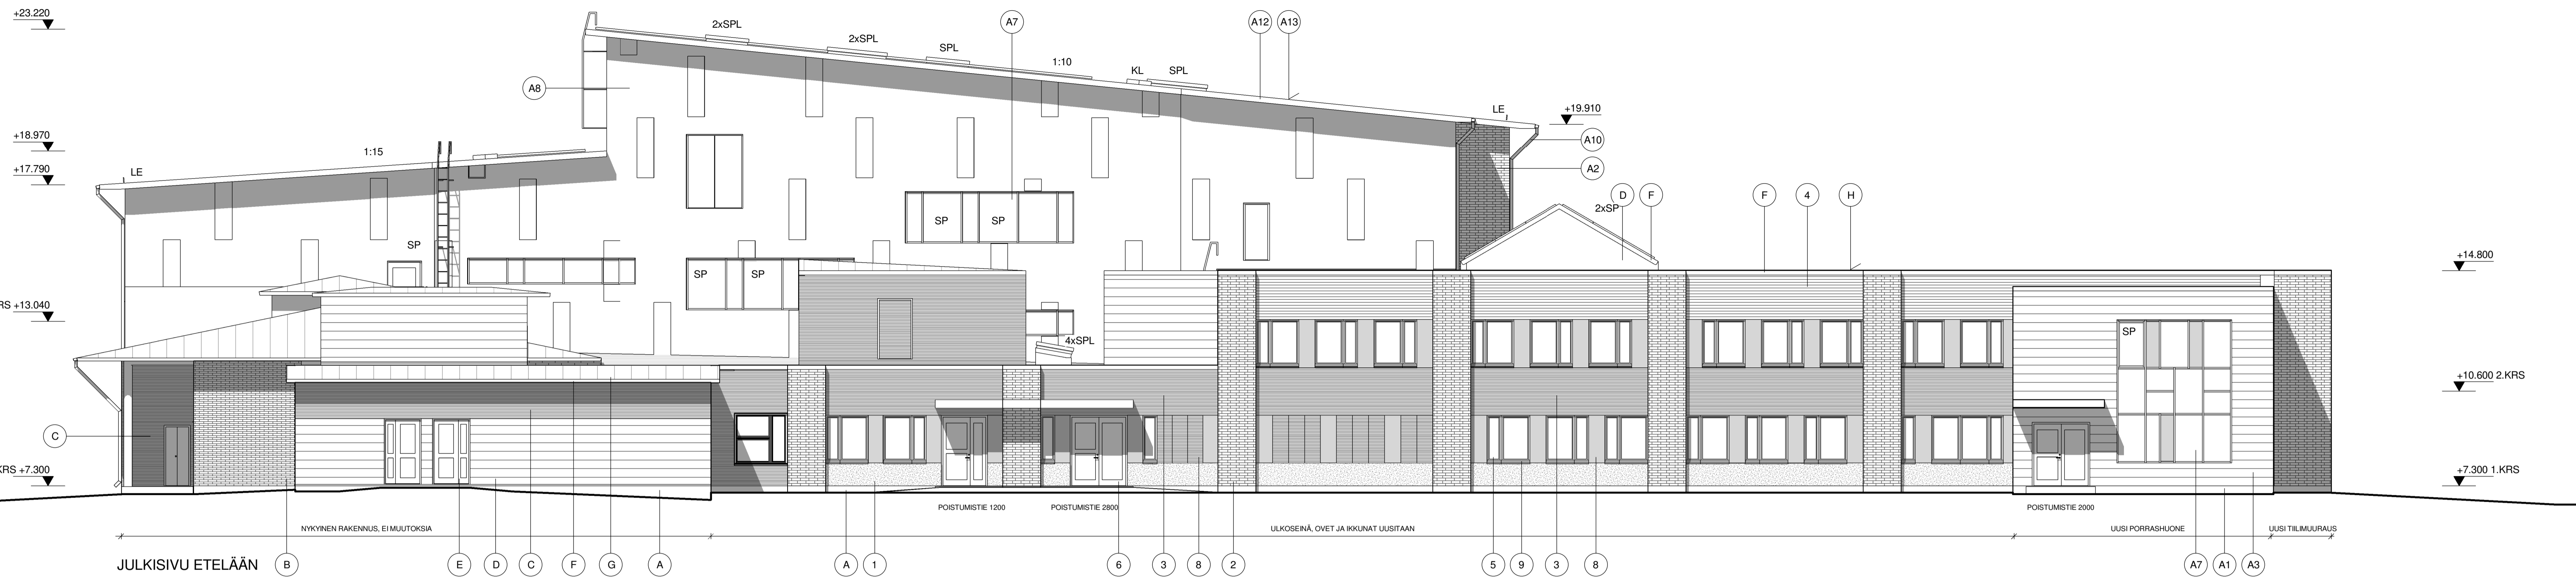 +23.220
2xSPL
A7
A12
A13
2xSPL
SPL
1:10
KL
SPL
A8
LE
+19.910
+18.970
A10
1:15
+17.790
LE
A2
D
F
F
4
H
2xSP
SP
SP
SP
SP
SP
+14.800
RS +13.040
SP
4xSPL
+10.600 2.KRS
C
KRS +7.300
+7.300 1.KRS
POISTUMISTIE 1200
POISTUMISTIE 2800
POISTUMISTIE 2000
NYKYINEN RAKENNUS, EI MUUTOKSIA
ULKOSEINÄ, OVET JA IKKUNAT UUSITAAN
UUSI PORRASHUONE
UUSI TIILIMUURAUS
JULKISIVU ETELÄÄN
B
E
D
C
F
G
A
A
1
6
3
8
2
5
9
3
8
A7
A1
A3